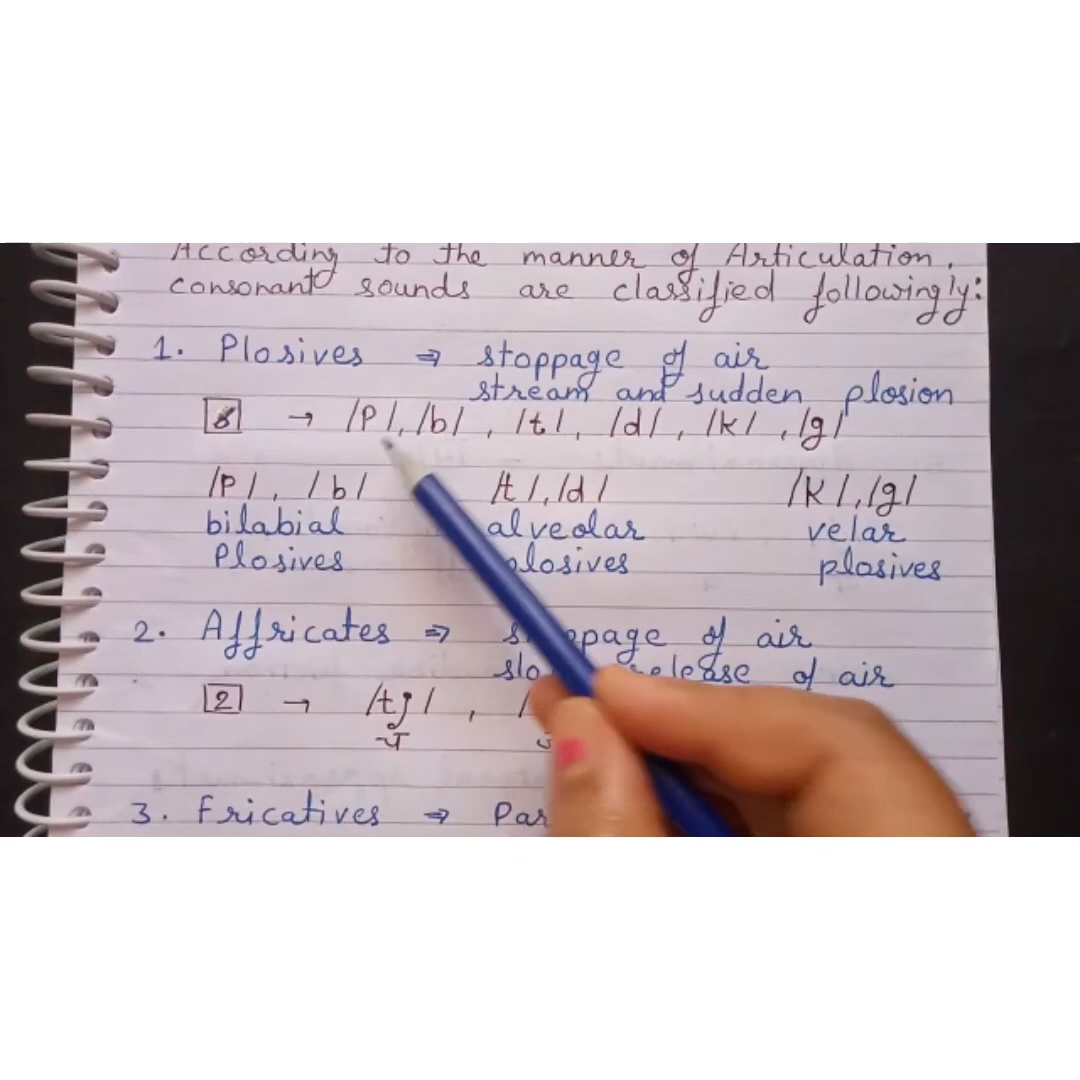 According to the manner of Articulation,
consonant sounds are classified followingly:
1. Plosives ⇒ stoppage of air
stream and sudden plosion
→ /P/, /b/, /t/, /d/, /k/, /g/
/P/, /b/ /t/, /d/ /k/, /g/
bilabial alveolar velar
Plosives plosives plosives
2. Affricates ⇒ of air
release of air
2 → /tʃ/, /
च
3. Fricatives ⇒